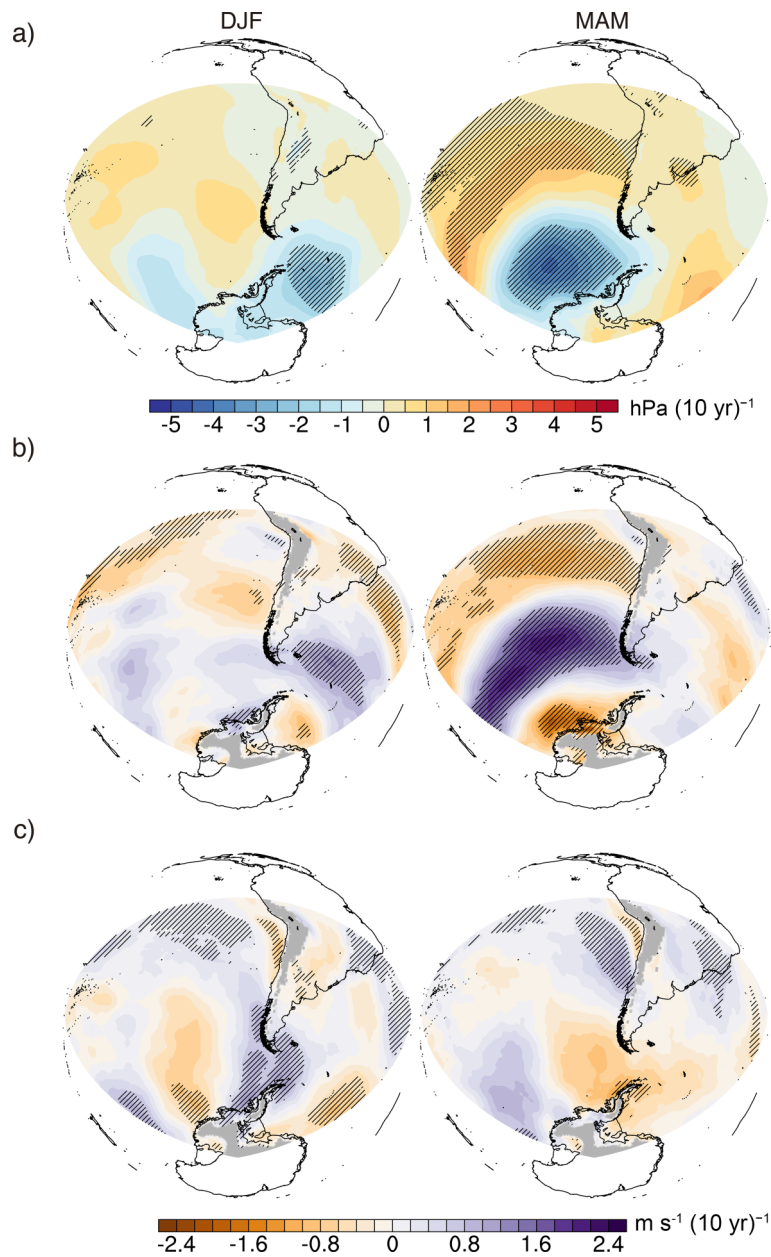 DJF MAM
a)
-5 -4 -3 -2 -1 0 1 2 3 4 5 hPa (10 yr)⁻¹
b)
c)
-2.4 -1.6 -0.8 0 0.8 1.6 2.4 m s⁻¹ (10 yr)⁻¹